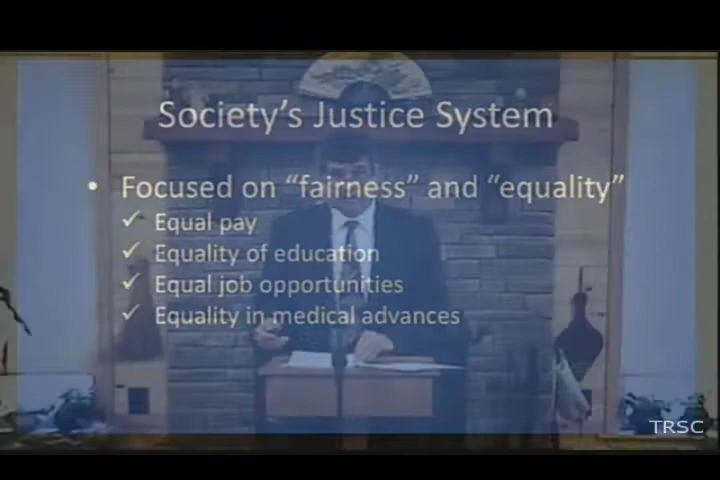 Society's Justice System
• Focused on “fairness” and “equality”
✓ Equal pay
✓ Equality of education
✓ Equal job opportunities
✓ Equality in medical advances
TRSC